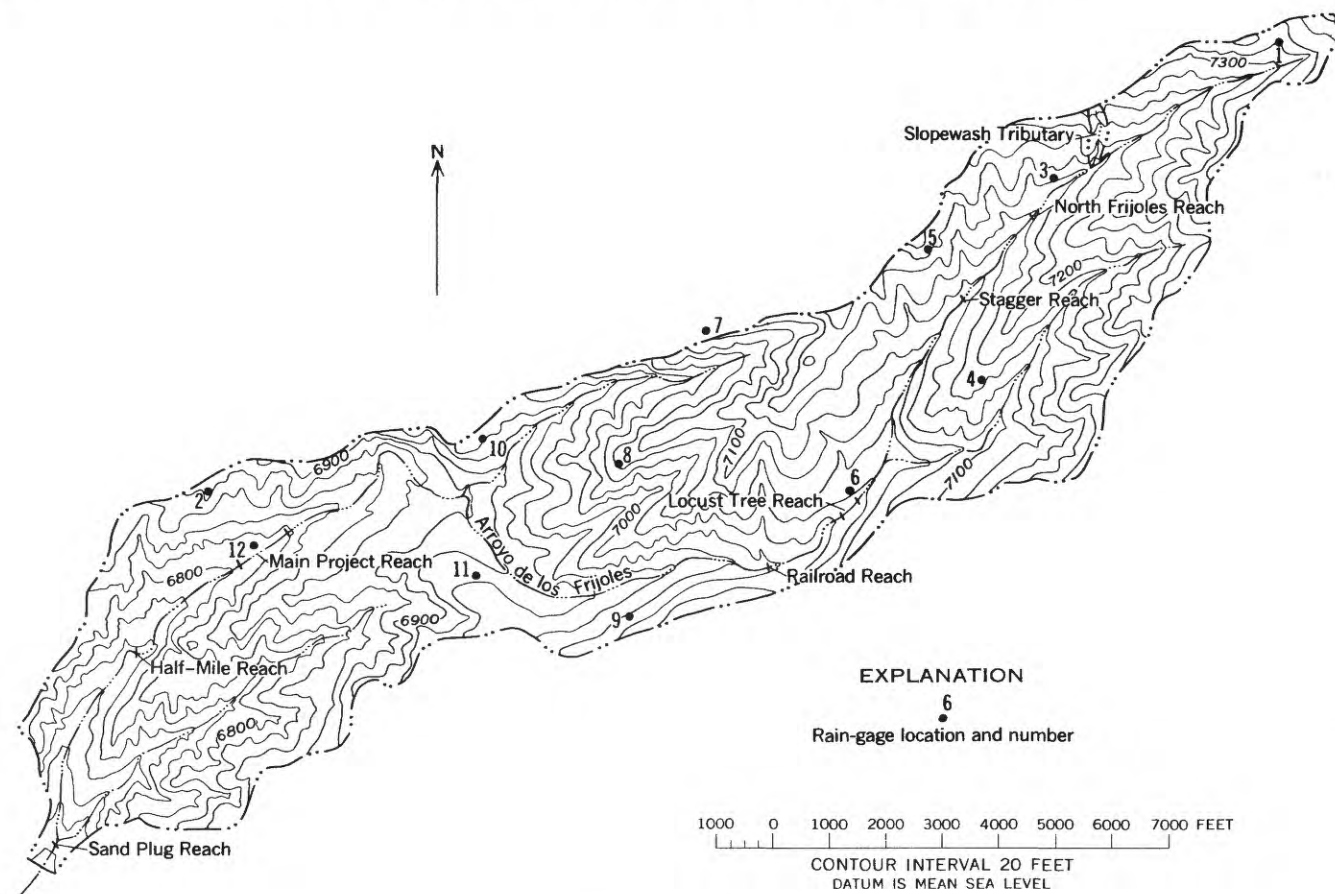 1
7300
Slopewash Tributary
N
3
North Frijoles Reach
5
7200
Stagger Reach
7
4
10
8
7100
6900
6
7100
2
Locust Tree Reach
7000
Arroyo de los Frijoles
12
Main Project Reach
6800
11
Railroad Reach
6900
9
Half-Mile Reach
EXPLANATION
6
Rain-gage location and number
6800
1000 0 1000 2000 3000 4000 5000 6000 7000 FEET
Sand Plug Reach
CONTOUR INTERVAL 20 FEET
DATUM IS MEAN SEA LEVEL